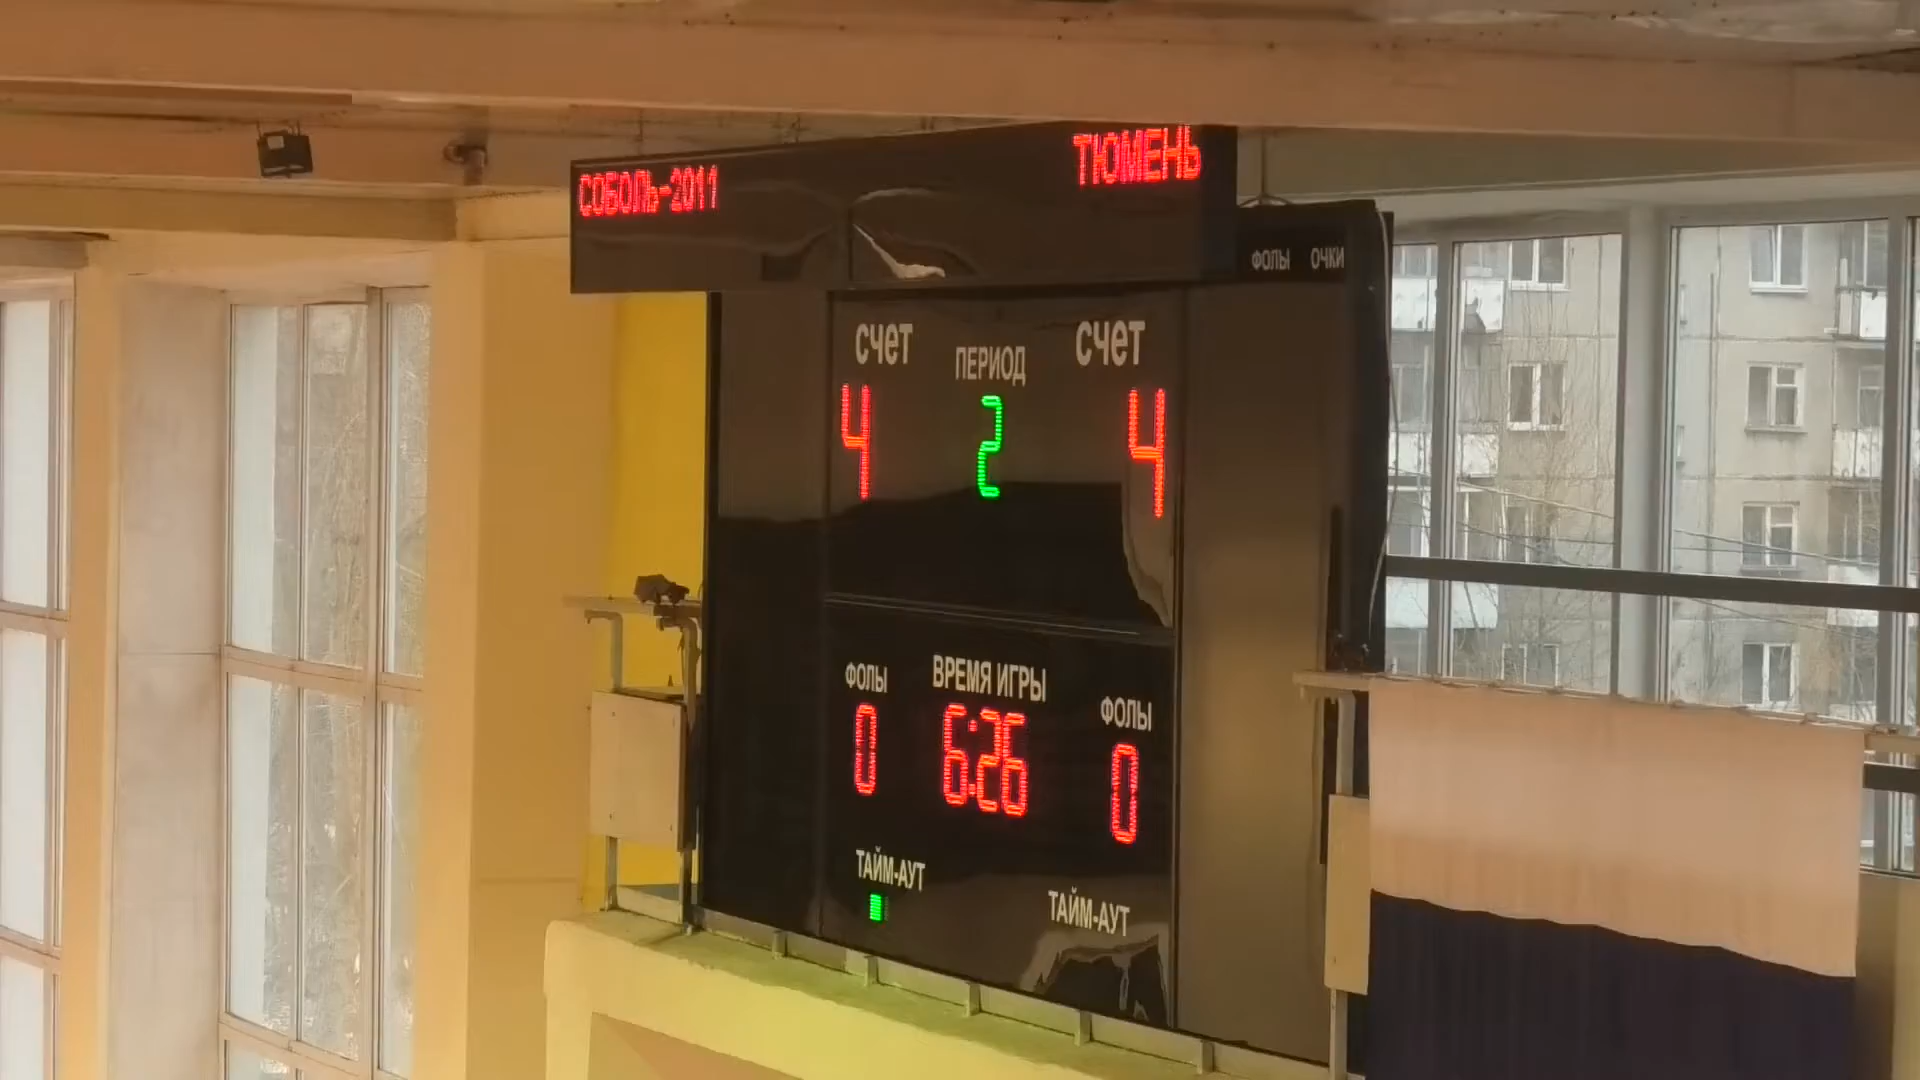 СОБОЛЬ-2011 ТЮМЕНЬ
ФОЛЫ ОЧКИ
счет ПЕРИОД счет
4 2 4
ФОЛЫ ВРЕМЯ ИГРЫ ФОЛЫ
0 6:26 0
ТАЙМ-АУТ ТАЙМ-АУТ